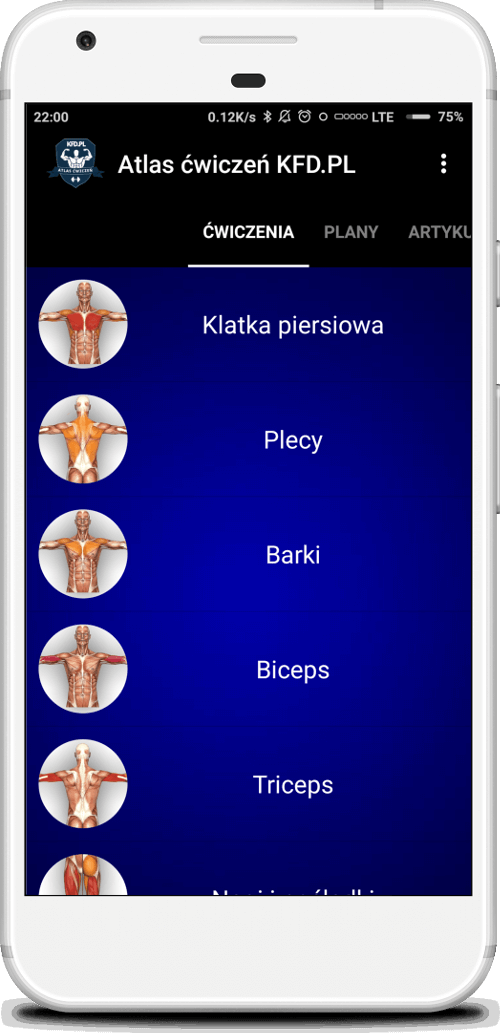 22:00
0.12K/s LTE 75%
KFD.PL
ATLAS ĆWICZEŃ
Atlas ćwiczeń KFD.PL
ĆWICZENIA PLANY ARTYKU
Klatka piersiowa
Plecy
Barki
Biceps
Triceps